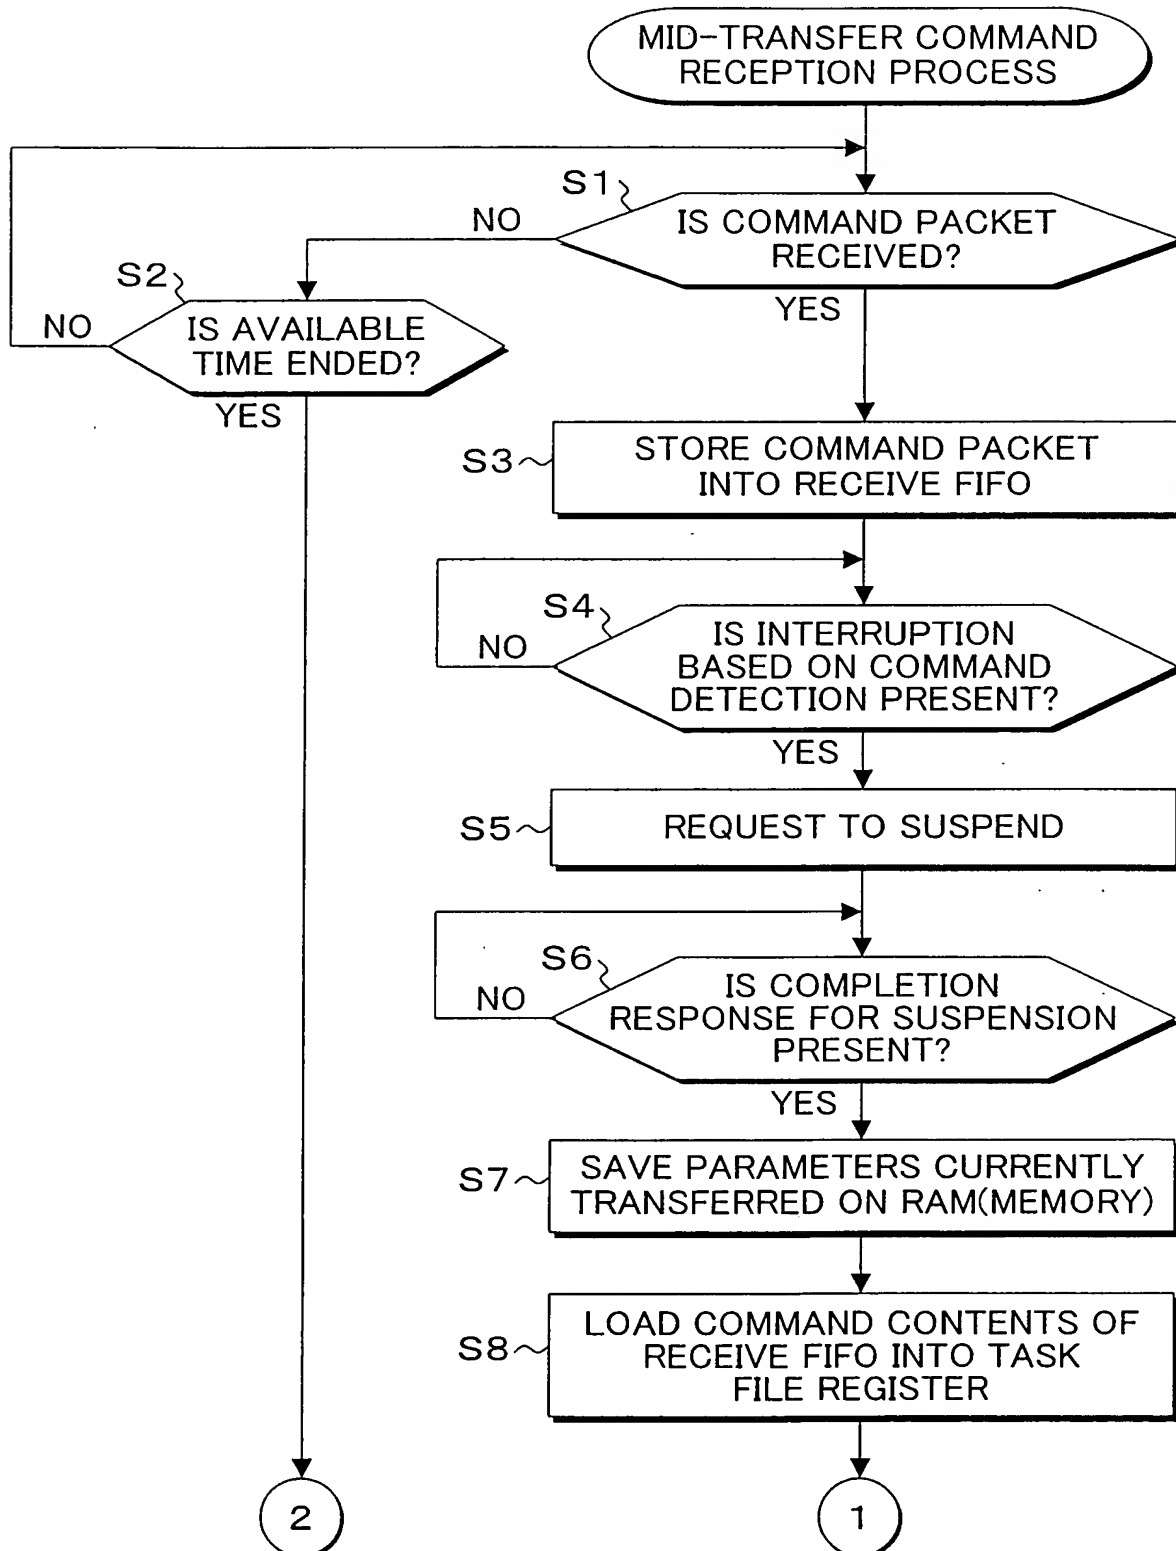 MID-TRANSFER COMMAND
RECEPTION PROCESS
S1
NO
IS COMMAND PACKET
RECEIVED?
YES
S2
NO
IS AVAILABLE
TIME ENDED?
YES
S3
STORE COMMAND PACKET
INTO RECEIVE FIFO
S4
NO
IS INTERRUPTION
BASED ON COMMAND
DETECTION PRESENT?
YES
S5
REQUEST TO SUSPEND
S6
NO
IS COMPLETION
RESPONSE FOR SUSPENSION
PRESENT?
YES
S7
SAVE PARAMETERS CURRENTLY
TRANSFERRED ON RAM(MEMORY)
S8
LOAD COMMAND CONTENTS OF
RECEIVE FIFO INTO TASK
FILE REGISTER
2
1